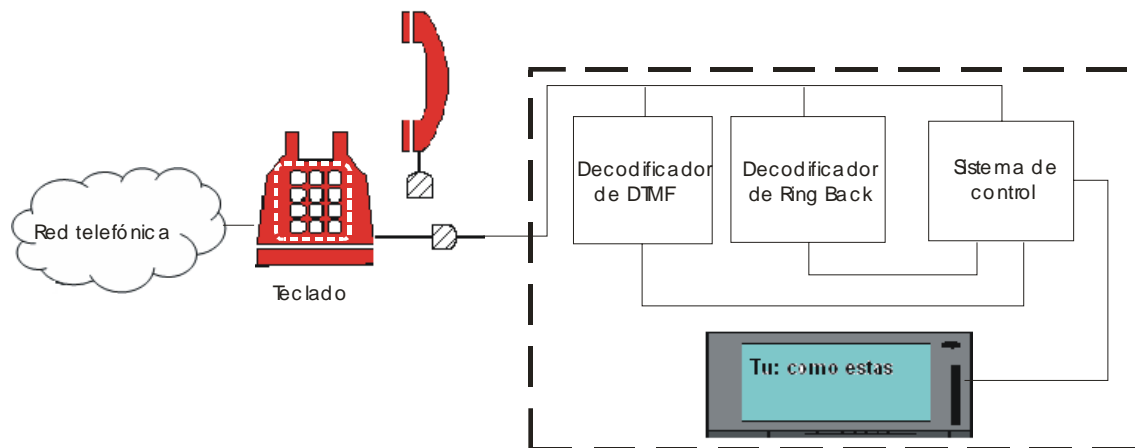 Red telefónica
Teclado
Decodificador
de DTMF
Decodificador
de Ring Back
Sistema de
control
Tu: como estas